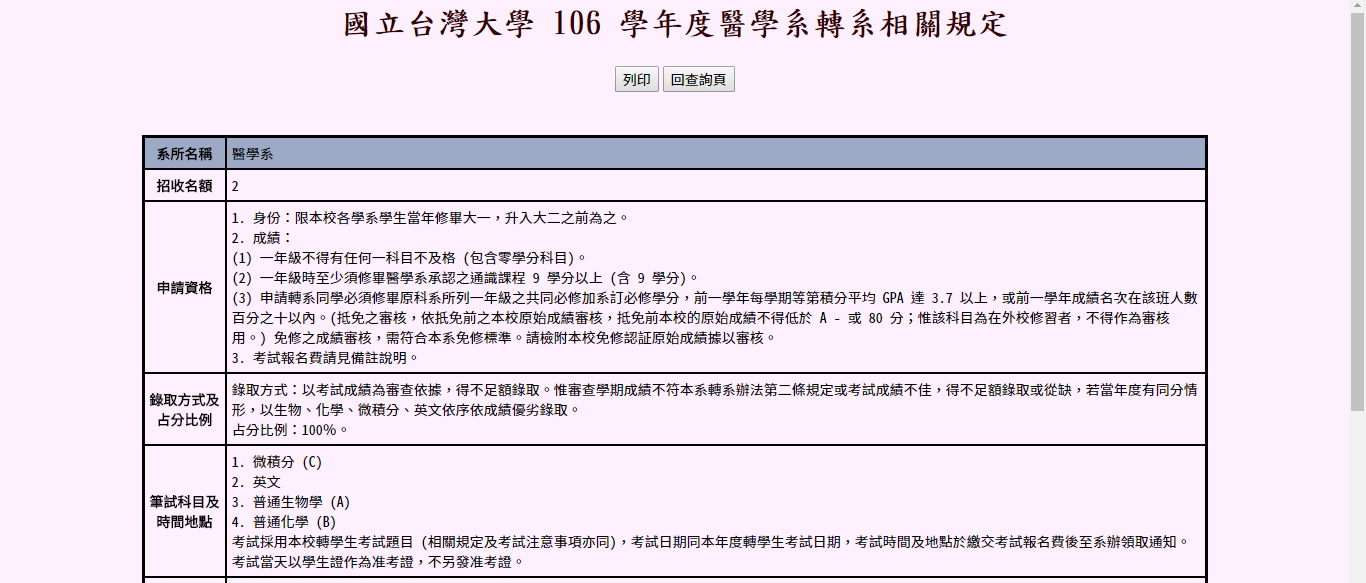 國立台灣大學 106 學年度醫學系轉系相關規定
列印 回查詢頁
系所名稱 醫學系
招收名額 2
申請資格
1. 身份：限本校各學系學生當年修畢大一，升入大二之前為之。
2. 成績：
(1) 一年級不得有任何一科目不及格 (包含零學分科目)。
(2) 一年級時至少須修畢醫學系承認之通識課程 9 學分以上 (含 9 學分)。
(3) 申請轉系同學必須修畢原科系所列一年級之共同必修加系訂必修學分，前一學年每學期等第積分平均 GPA 達 3.7 以上，或前一學年成績名次在該班人數
百分之十以內。(抵免之審核，依抵免前之本校原始成績審核，抵免前本校的原始成績不得低於 A - 或 80 分；惟該科目為在外校修習者，不得作為審核
用。) 免修之成績審核，需符合本系免修標準。請檢附本校免修認証原始成績據以審核。
3. 考試報名費請見備註說明。
錄取方式及
占分比例
錄取方式：以考試成績為審查依據，得不足額錄取。惟審查學期成績不符本系轉系辦法第二條規定或考試成績不佳，得不足額錄取或從缺，若當年度有同分情
形，以生物、化學、微積分、英文依序依成績優劣錄取。
占分比例：100%。
筆試科目及
時間地點
1. 微積分 (C)
2. 英文
3. 普通生物學 (A)
4. 普通化學 (B)
考試採用本校轉學生考試題目 (相關規定及考試注意事項亦同)，考試日期同本年度轉學生考試日期，考試時間及地點於繳交考試報名費後至系辦領取通知。
考試當天以學生證作為准考證，不另發准考證。